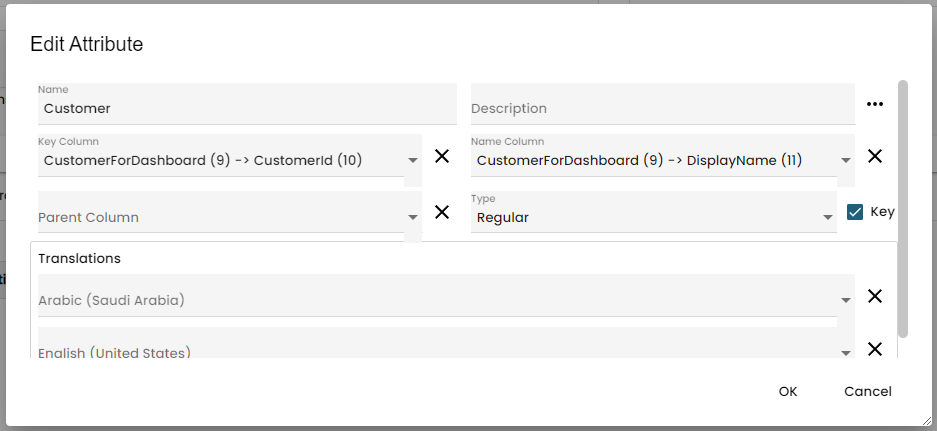 Edit Attribute
Name
Customer
Description
•••
Key Column
CustomerForDashboard (9) -> CustomerId (10)
Name Column
CustomerForDashboard (9) -> DisplayName (11)
Parent Column
Type
Regular
Key
Translations
Arabic (Saudi Arabia)
English (United States)
OK
Cancel